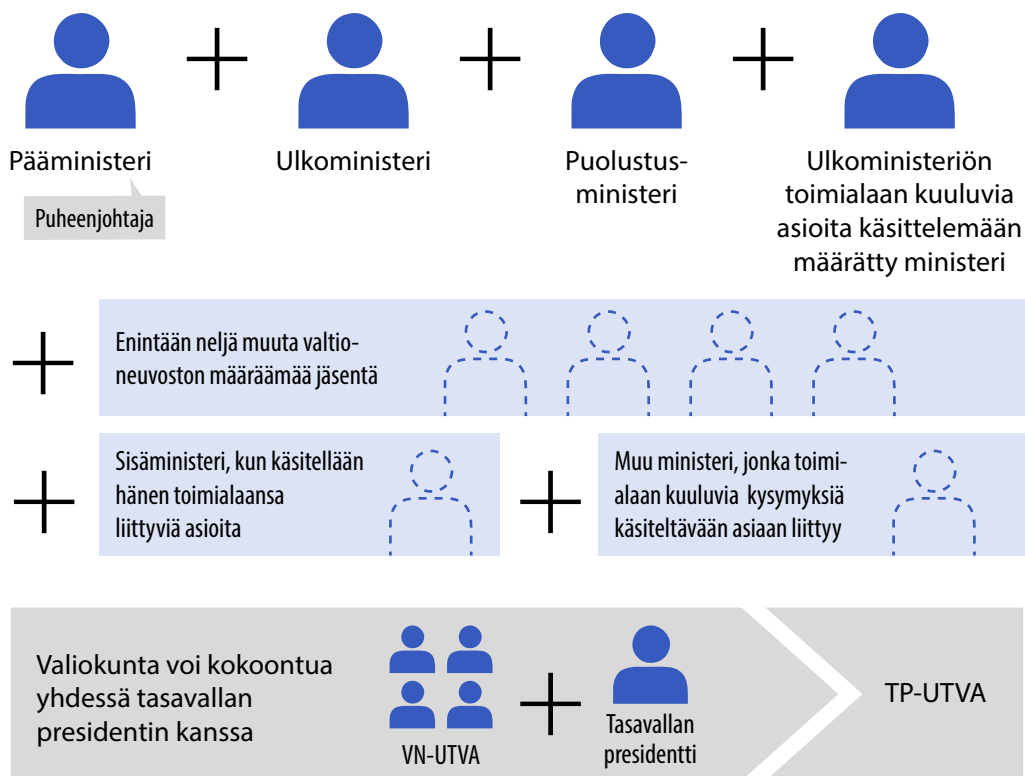 Pääministeri
Puheenjohtaja
Ulkoministeri
Puolustus-
ministeri
Ulkoministeriön
toimialaan kuuluvia
asioita käsittelemään
määrätty ministeri
Enintään neljä muuta valtio-
neuvoston määräämää jäsentä
Sisäministeri, kun käsitellään
hänen toimialaansa
liittyviä asioita
Muu ministeri, jonka toimi-
alaan kuuluvia kysymyksiä
käsiteltävään asiaan liittyy
Valiokunta voi kokoontua
yhdessä tasavallan
presidentin kanssa
VN-UTVA
Tasavallan
presidentti
TP-UTVA